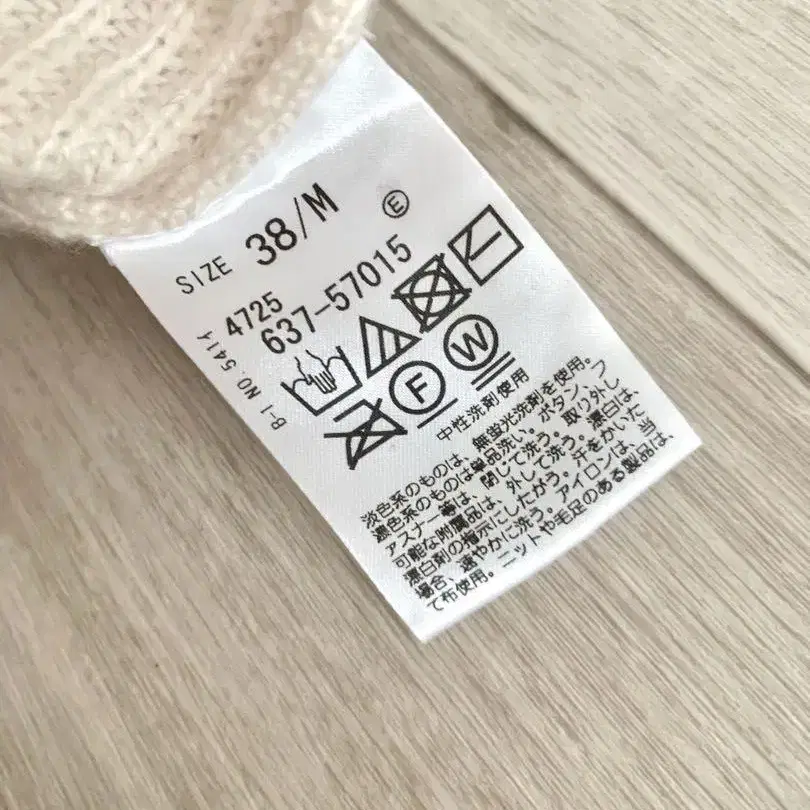 SIZE 38/M
Ⓔ
4725
637-57015
B-I NO.5414
F W
中性洗剤使用
淡色系のものは、無蛍光洗剤を使用。
濃色系のものは単品洗い。ボタン、フ
ァスナー等は、閉じて洗う。取り外し
可能な附属品は、外して洗う。漂白は、
漂白剤の指示にしたがう。汗をかいた
場合、速やかに洗う。アイロンは、当
て布使用。ニットや毛足のある製品は、